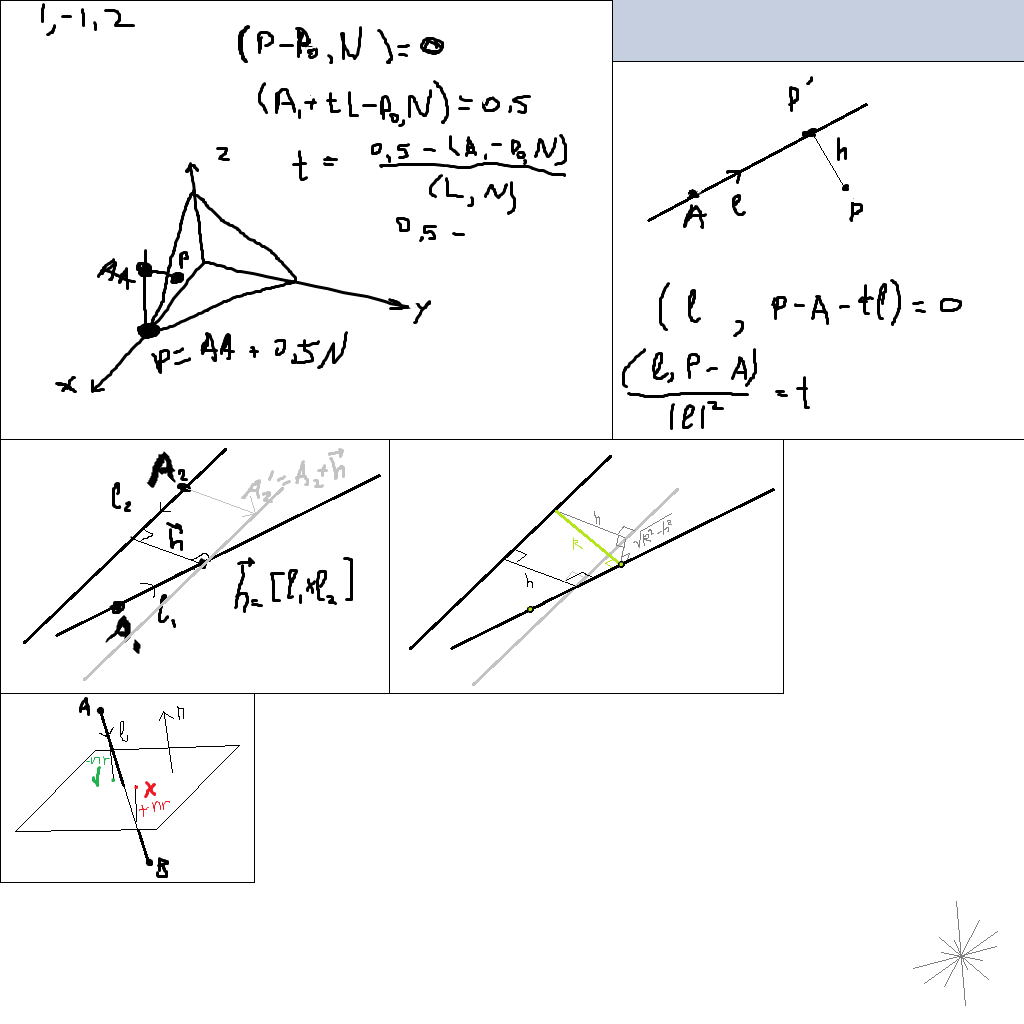 1,-1,2
(P-P₀,N)=0
(A₁+tL-P₀,N)=0.5
t = 0,5-(A₁-P₀,N)
(L,N)
0,5 -
z
AA
P
y
x
P=AA+0,5N
P'
h
A
l
P
(l, P-A-tl)=0
(l,P-A) = t
|l|²
A₂
A₂'=A₂+h⃗
l₂
h⃗
h⃗=[l₁×l₂]
l₁
A₁
h
R
√R²-h²
h
A
l
n
-nr
x
+nr
B